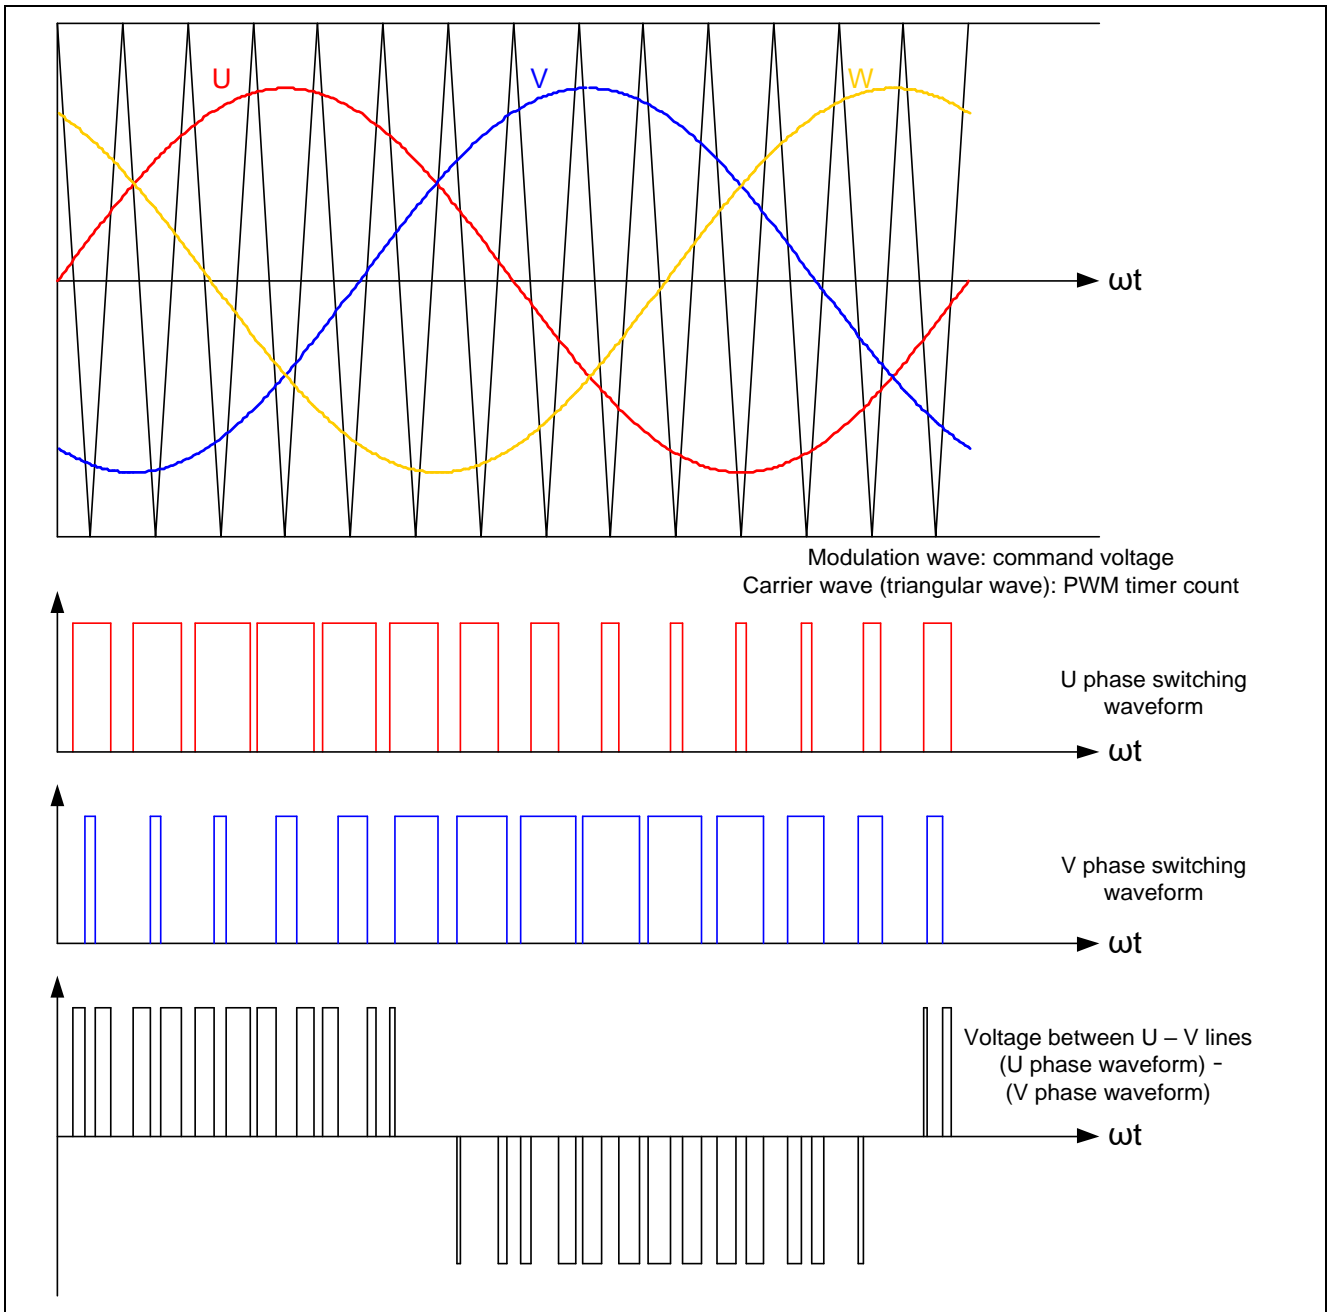 U
V
W
ωt
Modulation wave: command voltage
Carrier wave (triangular wave): PWM timer count
U phase switching
waveform
ωt
V phase switching
waveform
ωt
Voltage between U – V lines
(U phase waveform) -
(V phase waveform)
ωt